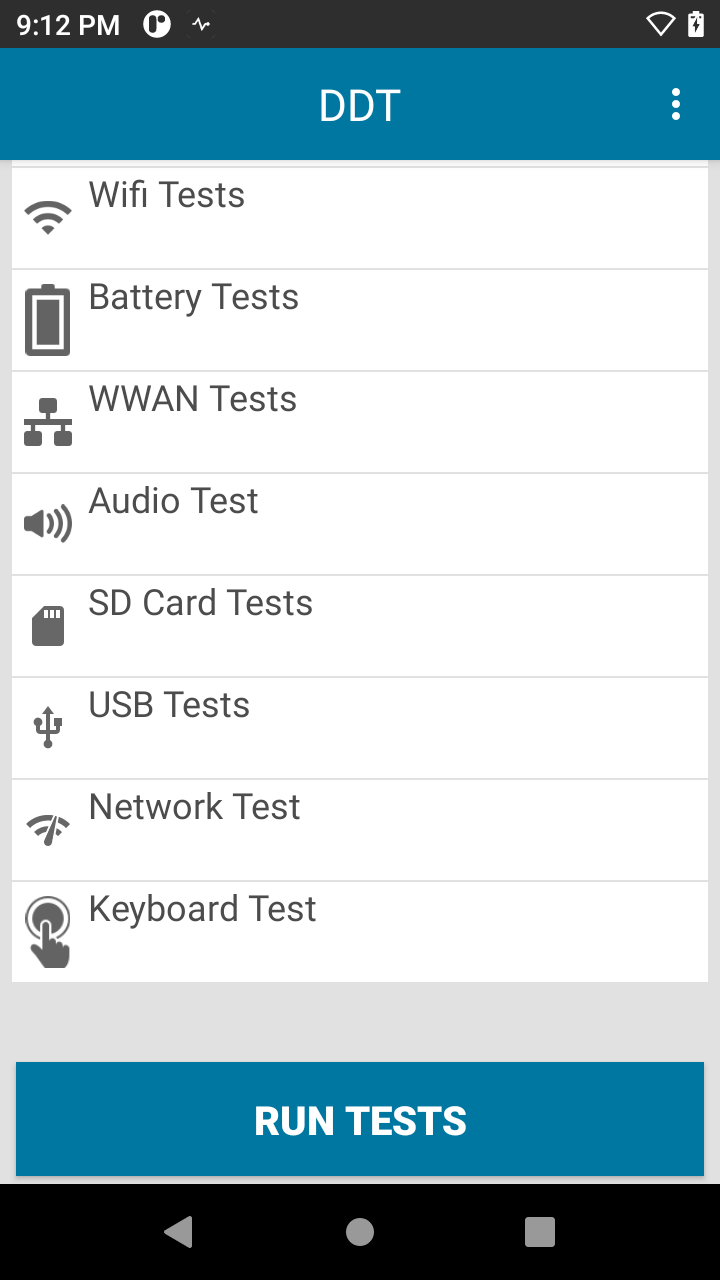 9:12 PM
DDT
Wifi Tests
Battery Tests
WWAN Tests
Audio Test
SD Card Tests
USB Tests
Network Test
Keyboard Test
RUN TESTS